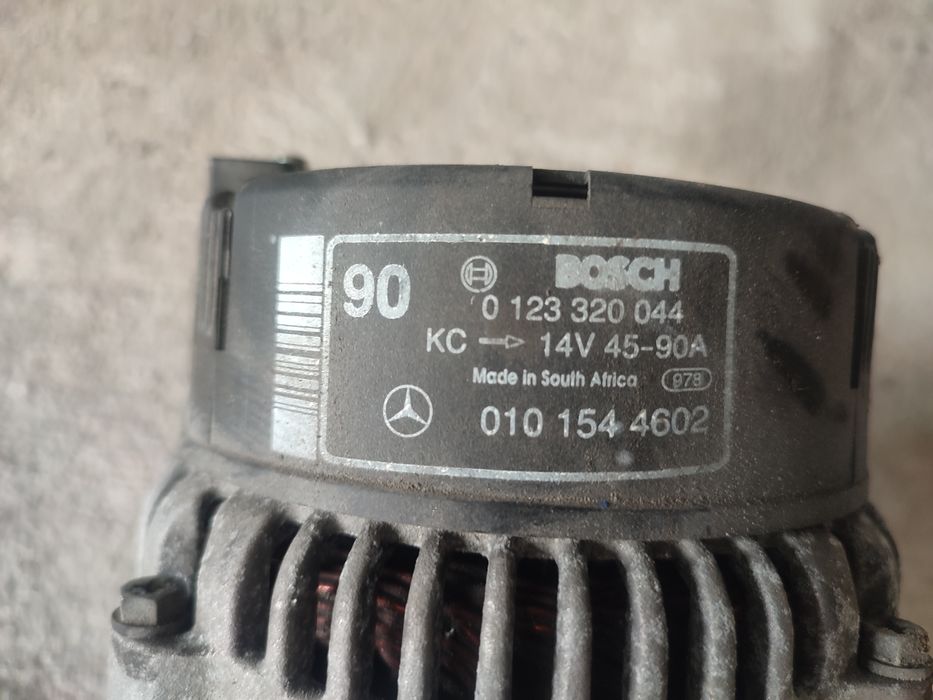 90
BOSCH
0 123 320 044
KC → 14V 45-90A
Made in South Africa 978
010 154 4602